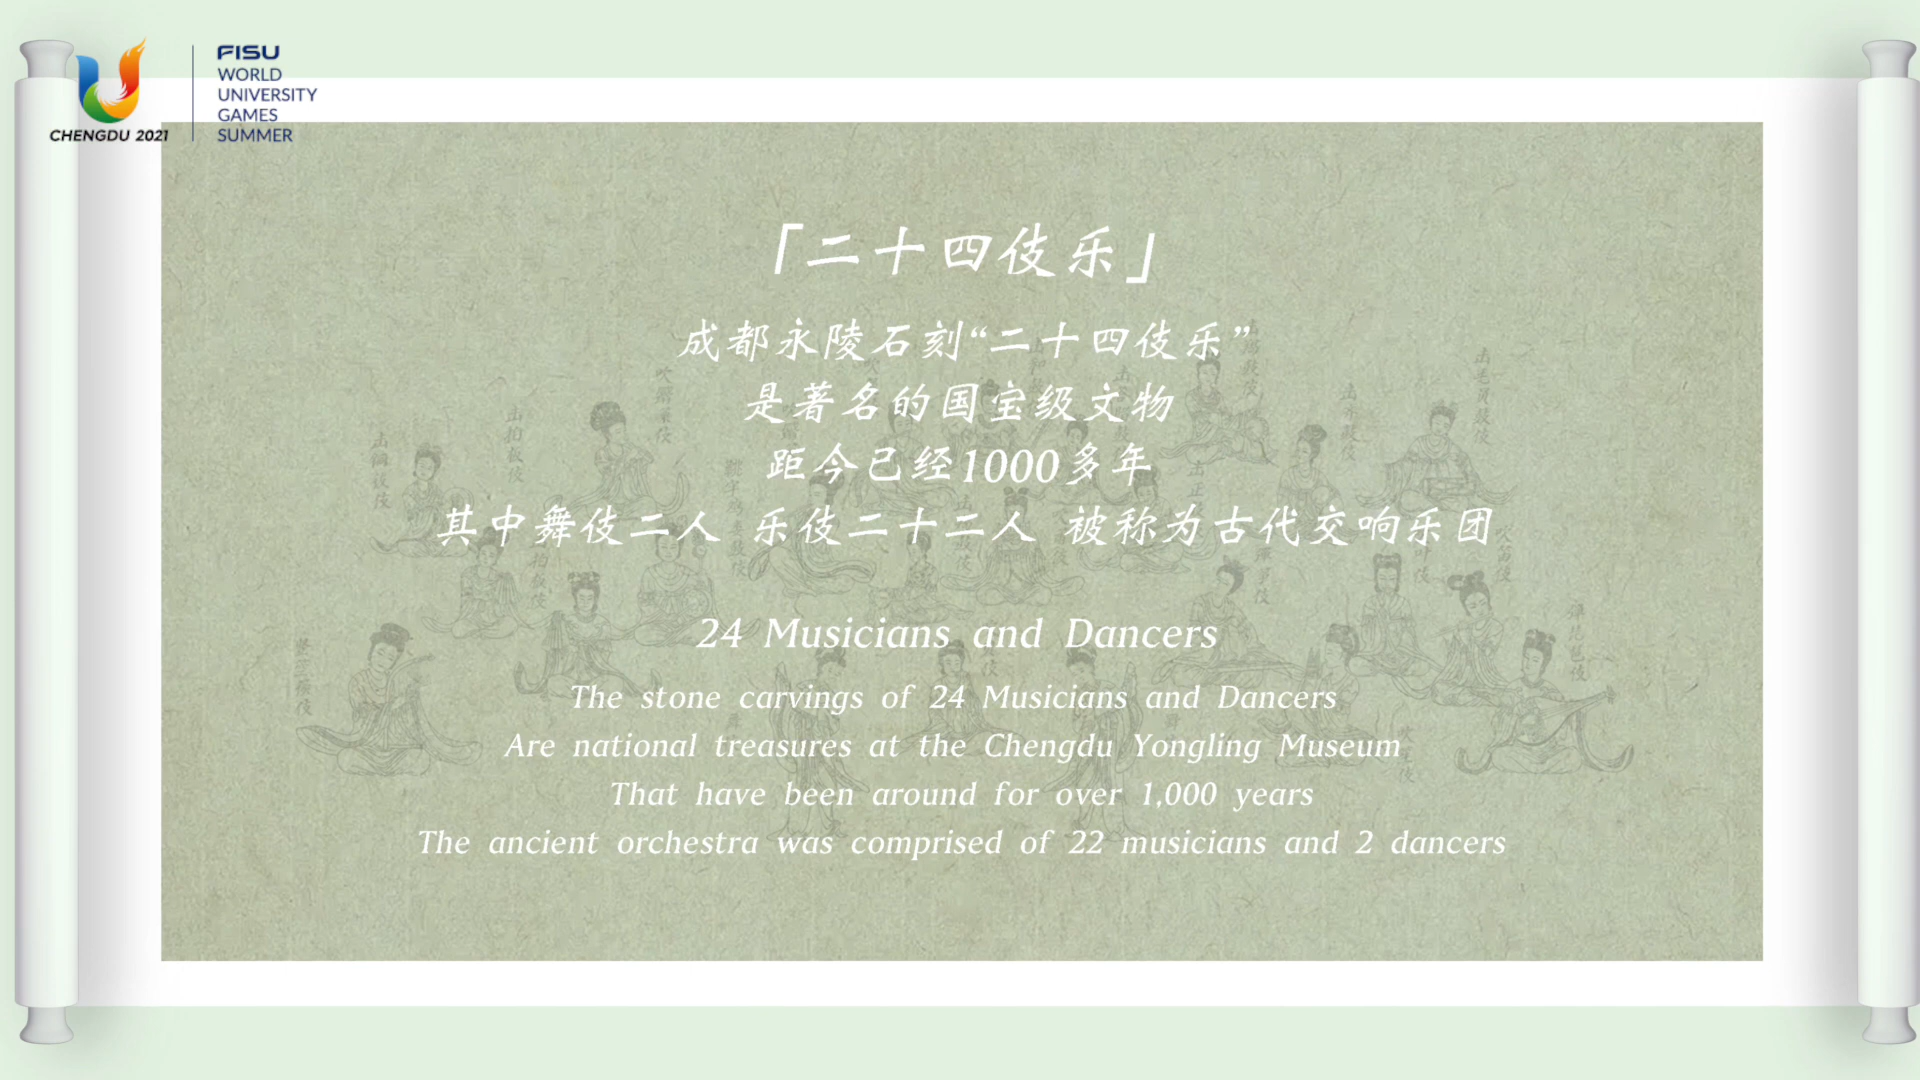 FISU
WORLD
UNIVERSITY
GAMES
SUMMER
CHENGDU 2021
「二十四伎乐」
成都永陵石刻“二十四伎乐”
是著名的国宝级文物
距今已经1000多年
其中舞伎二人 乐伎二十二人 被称为古代交响乐团
24 Musicians and Dancers
The stone carvings of 24 Musicians and Dancers
Are national treasures at the Chengdu Yongling Museum
That have been around for over 1,000 years
The ancient orchestra was comprised of 22 musicians and 2 dancers